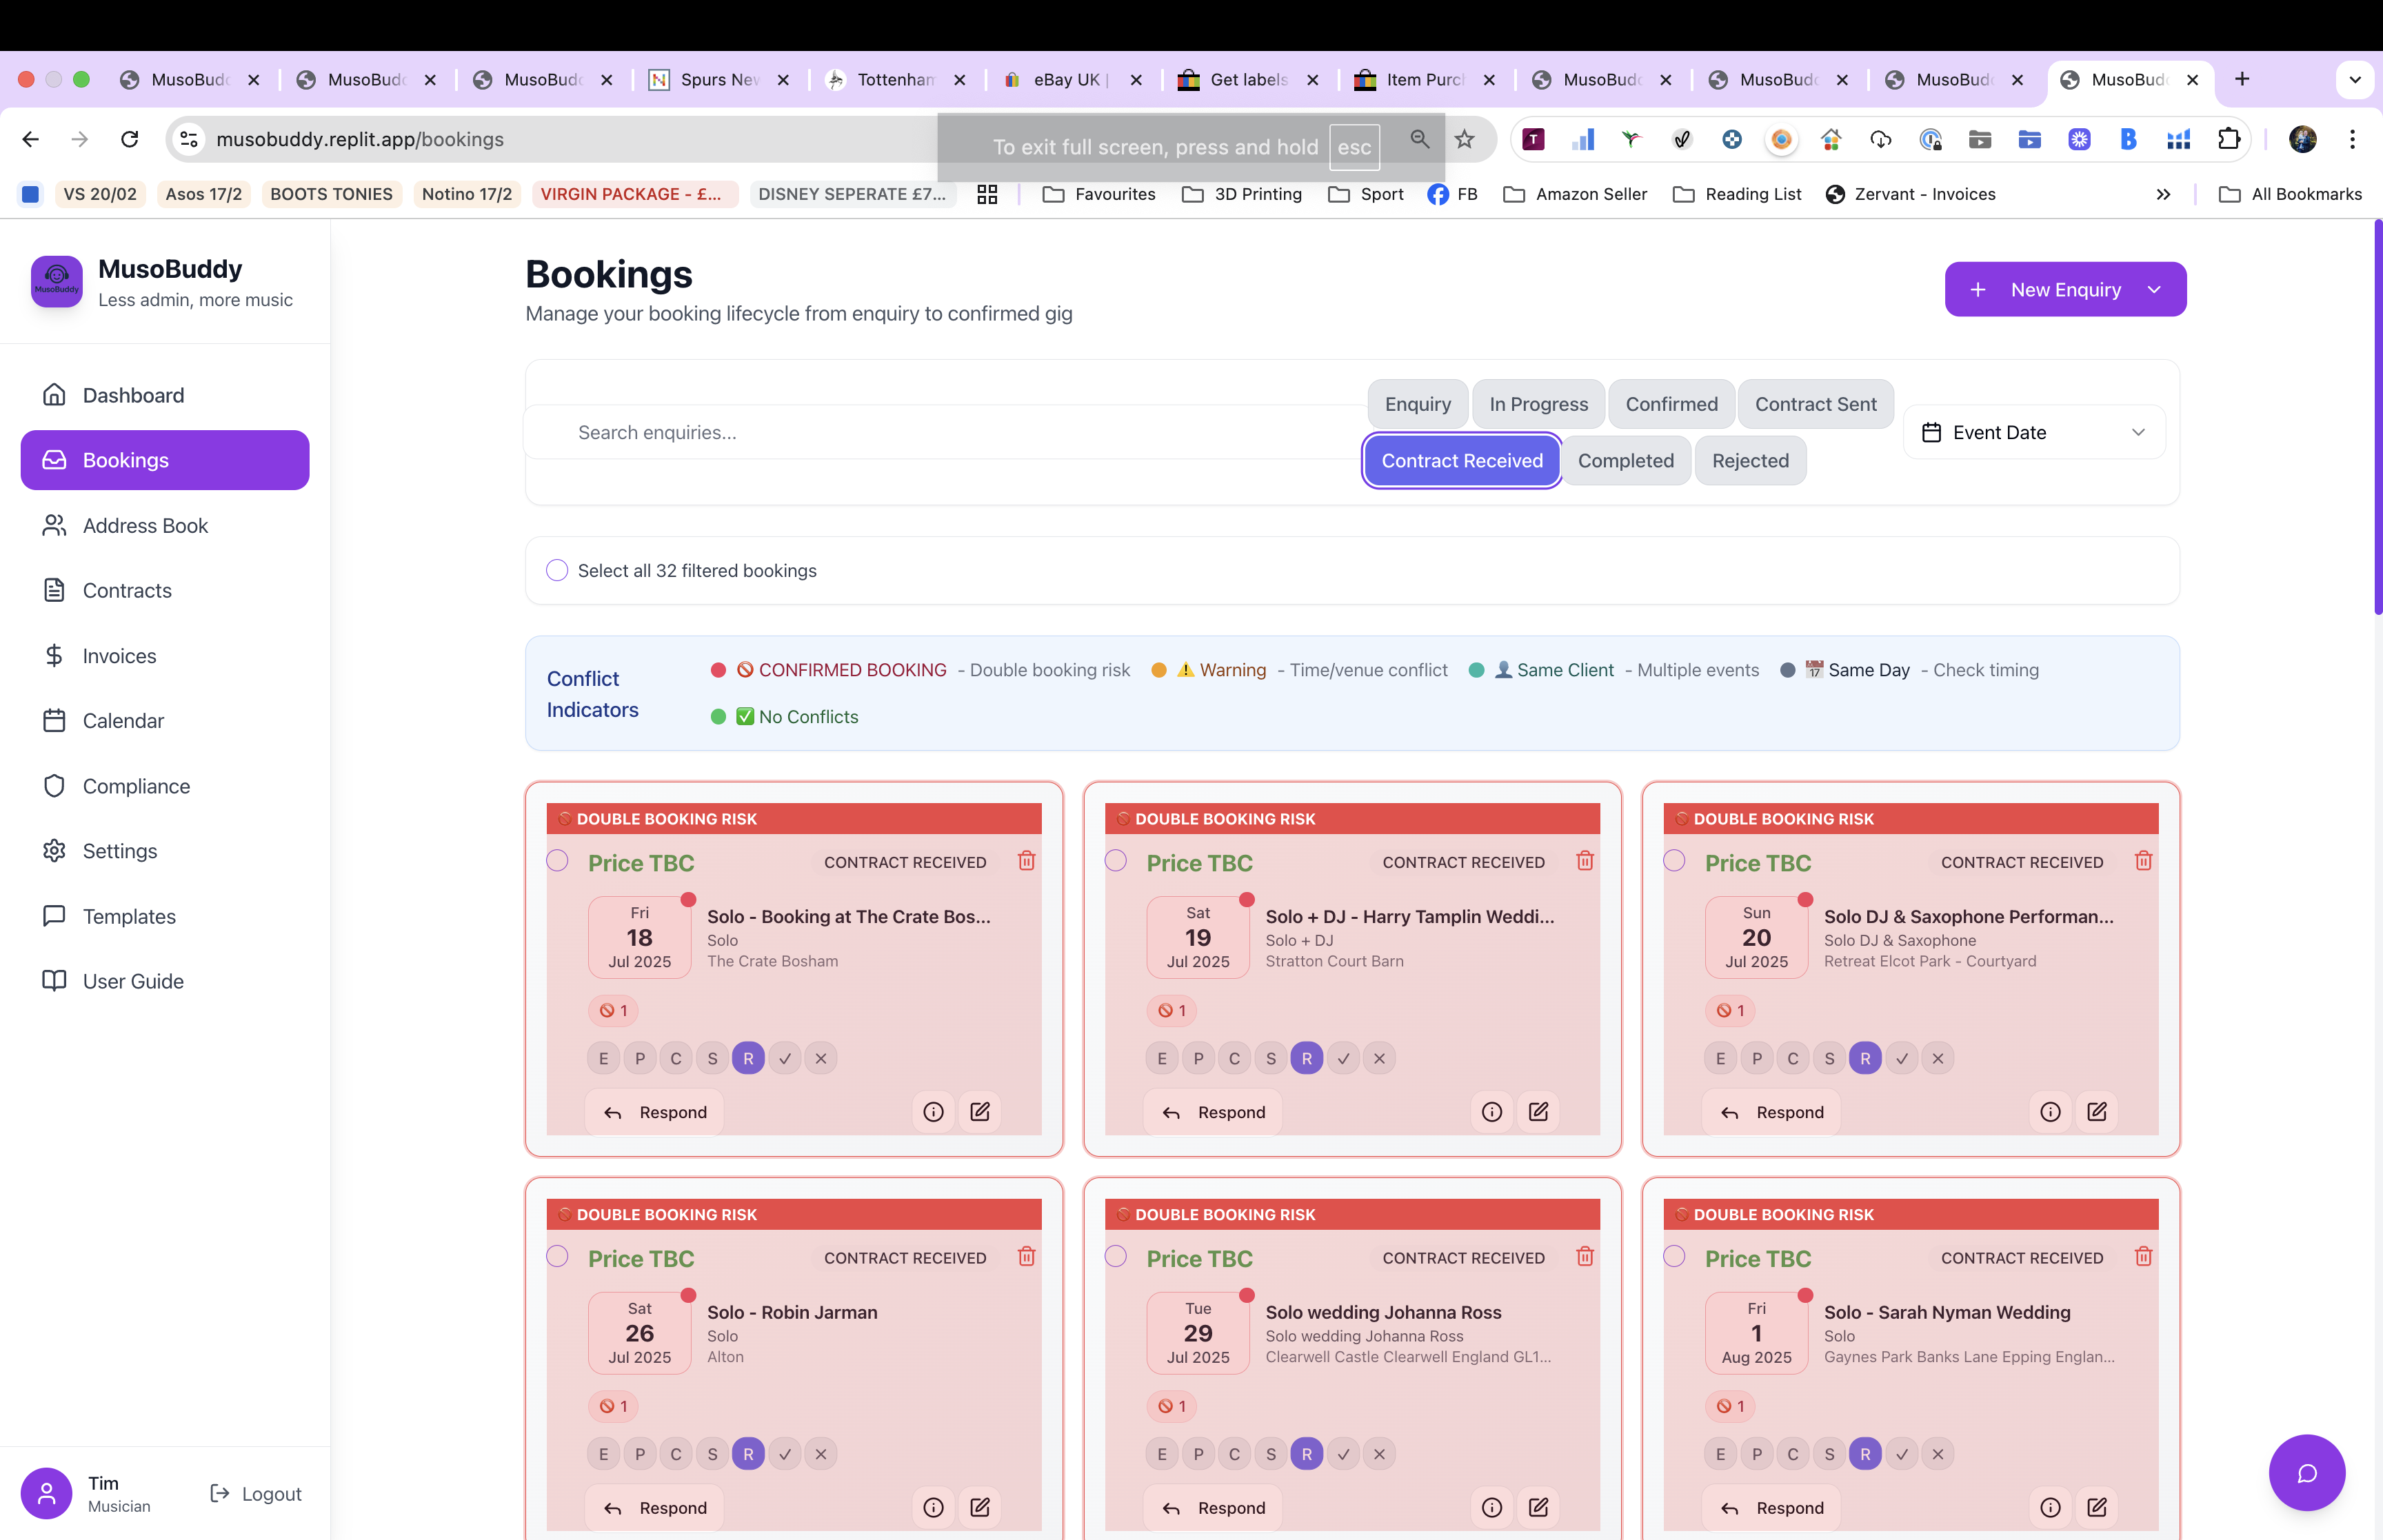 MusoBudd
MusoBudd
MusoBudd
Spurs New
Tottenham
eBay UK |
Get labels
Item Purch
MusoBudd
MusoBudd
MusoBudd
MusoBudd
musobuddy.replit.app/bookings
To exit full screen, press and hold esc
VS 20/02
Asos 17/2
BOOTS TONIES
Notino 17/2
VIRGIN PACKAGE - £...
DISNEY SEPERATE £7...
Favourites
3D Printing
Sport
FB
Amazon Seller
Reading List
Zervant - Invoices
All Bookmarks
MusoBuddy
MusoBuddy
Less admin, more music
Dashboard
Bookings
Address Book
Contracts
Invoices
Calendar
Compliance
Settings
Templates
User Guide
Tim
Musician
Logout
Bookings
Manage your booking lifecycle from enquiry to confirmed gig
New Enquiry
Search enquiries...
Enquiry
In Progress
Confirmed
Contract Sent
Contract Received
Completed
Rejected
Event Date
Select all 32 filtered bookings
Conflict
Indicators
CONFIRMED BOOKING - Double booking risk
Warning - Time/venue conflict
Same Client - Multiple events
Same Day - Check timing
No Conflicts
DOUBLE BOOKING RISK
Price TBC
CONTRACT RECEIVED
Fri
18
Jul 2025
Solo - Booking at The Crate Bos...
Solo
The Crate Bosham
1
E P C S R
Respond
DOUBLE BOOKING RISK
Price TBC
CONTRACT RECEIVED
Sat
19
Jul 2025
Solo + DJ - Harry Tamplin Weddi...
Solo + DJ
Stratton Court Barn
1
E P C S R
Respond
DOUBLE BOOKING RISK
Price TBC
CONTRACT RECEIVED
Sun
20
Jul 2025
Solo DJ & Saxophone Performan...
Solo DJ & Saxophone
Retreat Elcot Park - Courtyard
1
E P C S R
Respond
DOUBLE BOOKING RISK
Price TBC
CONTRACT RECEIVED
Sat
26
Jul 2025
Solo - Robin Jarman
Solo
Alton
1
E P C S R
Respond
DOUBLE BOOKING RISK
Price TBC
CONTRACT RECEIVED
Tue
29
Jul 2025
Solo wedding Johanna Ross
Solo wedding Johanna Ross
Clearwell Castle Clearwell England GL1...
1
E P C S R
Respond
DOUBLE BOOKING RISK
Price TBC
CONTRACT RECEIVED
Fri
1
Aug 2025
Solo - Sarah Nyman Wedding
Solo
Gaynes Park Banks Lane Epping Englan...
1
E P C S R
Respond